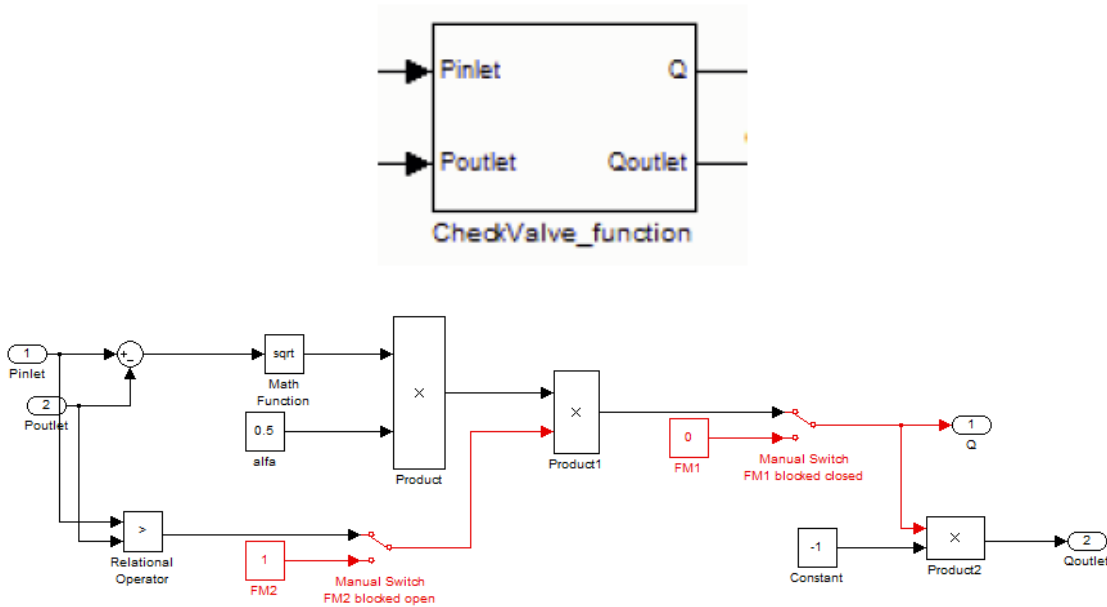 Pinlet
Q
Poutlet
Qoutlet
CheckValve_function
1
Pinlet
2
Poutlet
+
−
sqrt
Math
Function
0.5
alfa
×
Product
×
Product1
0
FM1
Manual Switch
FM1 blocked closed
1
Q
>
Relational
Operator
1
FM2
Manual Switch
FM2 blocked open
-1
Constant
×
Product2
2
Qoutlet